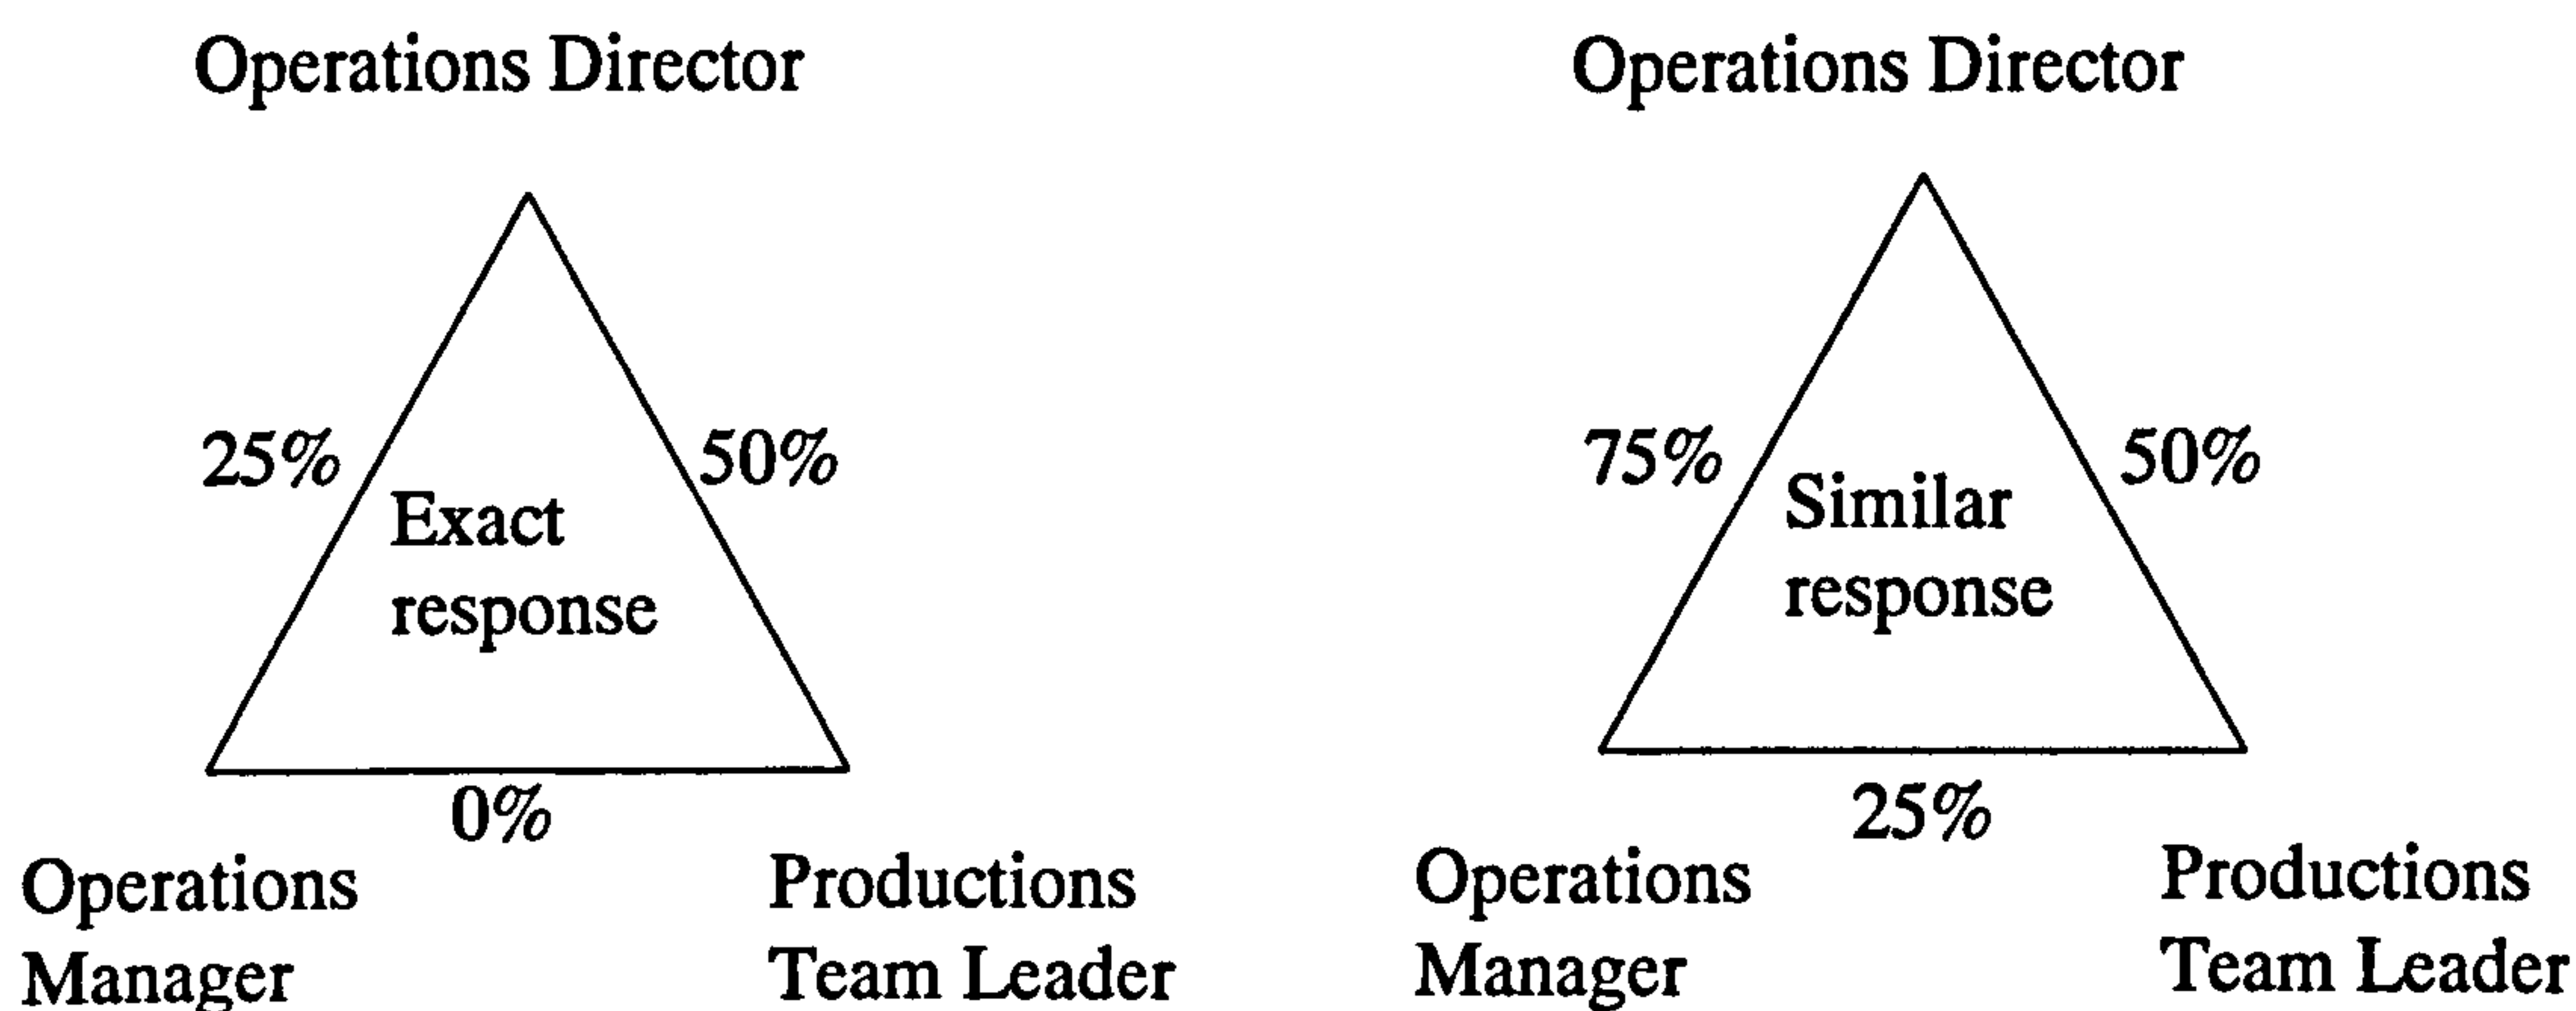 Operations Director
25%
50%
Exact
response
0%
Operations
Manager
Productions
Team Leader
Operations Director
75%
50%
Similar
response
25%
Operations
Manager
Productions
Team Leader